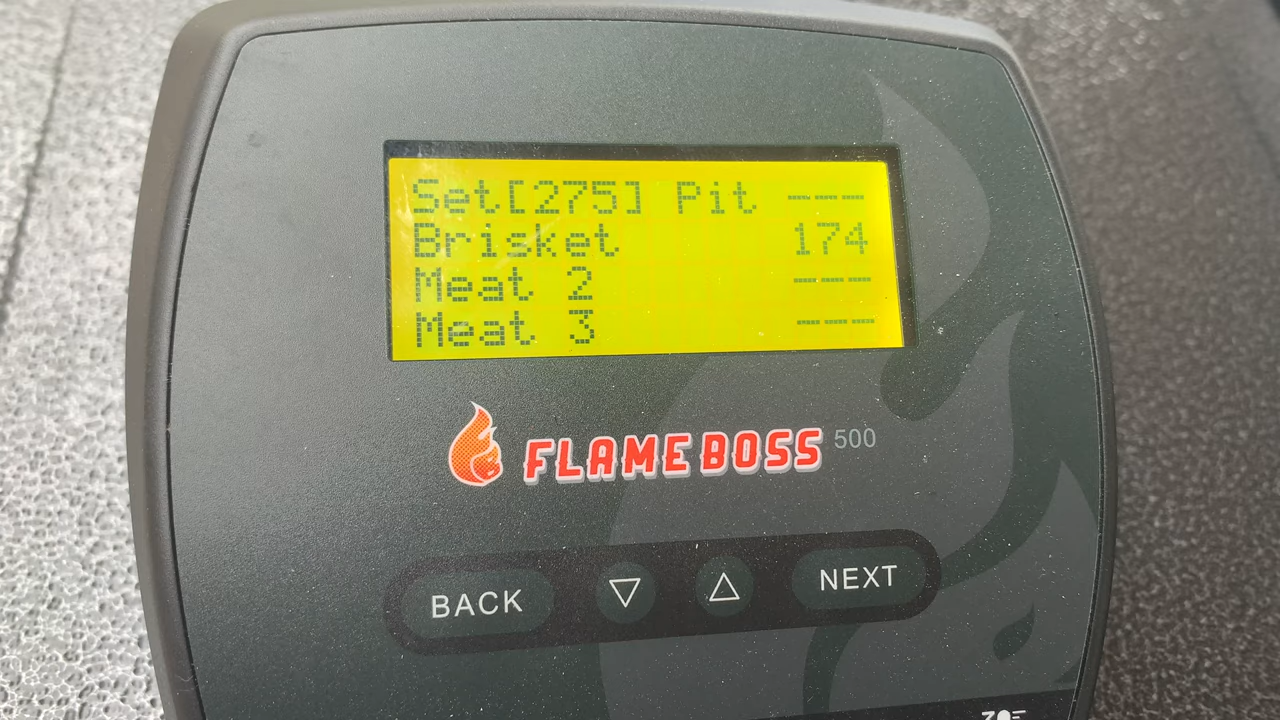 Set[275] Pit ---
Brisket 174
Meat 2 ---
Meat 3 ---
FLAME BOSS 500
BACK ▽ △ NEXT